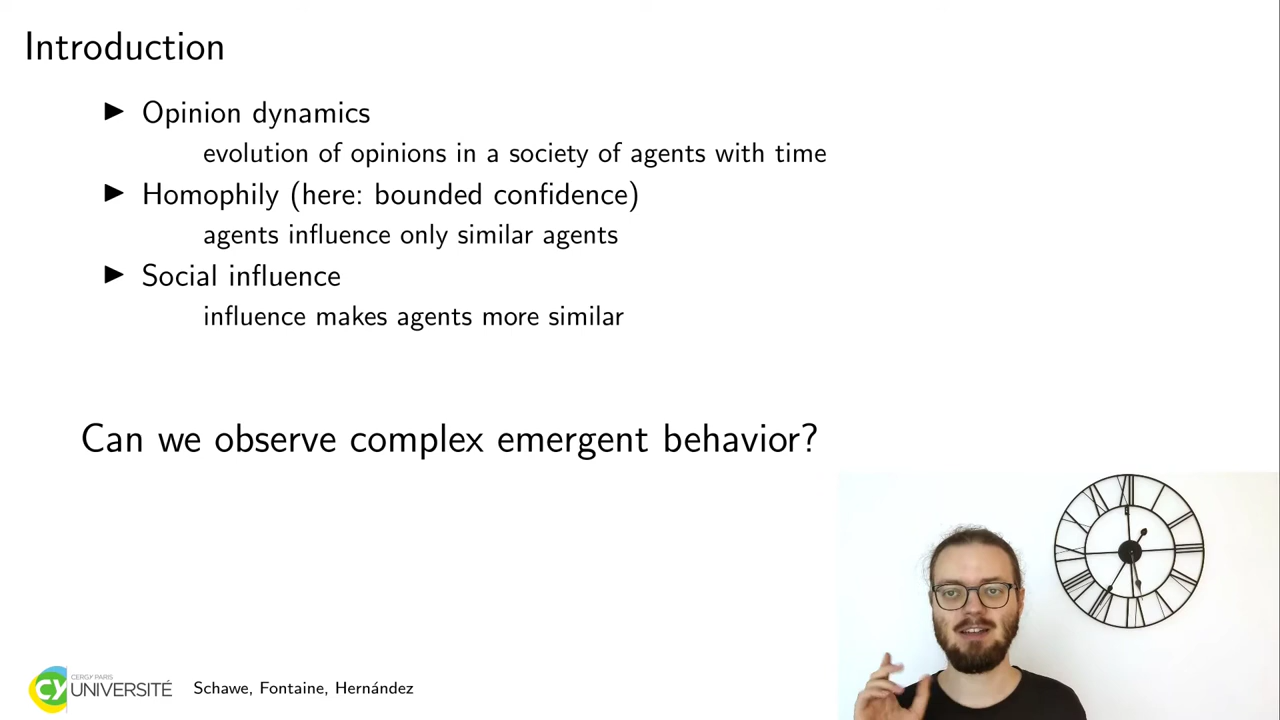 Introduction
▶ Opinion dynamics
evolution of opinions in a society of agents with time
▶ Homophily (here: bounded confidence)
agents influence only similar agents
▶ Social influence
influence makes agents more similar
Can we observe complex emergent behavior?
CERGY PARIS
CY UNIVERSITÉ
Schawe, Fontaine, Hernández